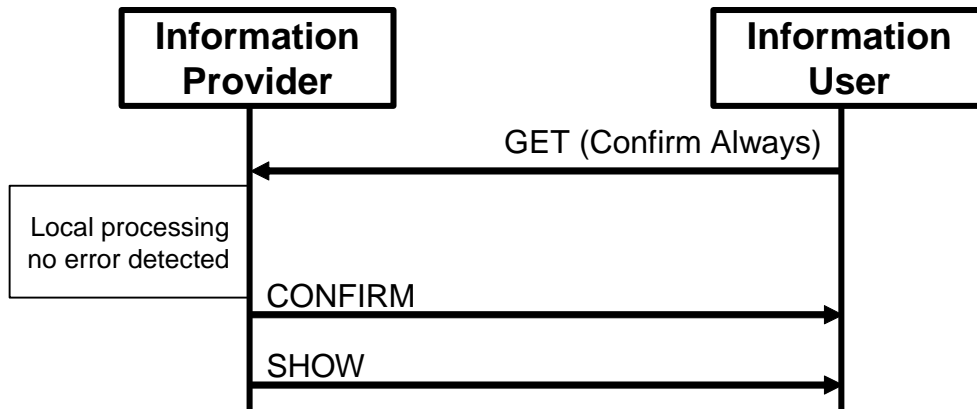 Information
Provider
Information
User
GET (Confirm Always)
Local processing
no error detected
CONFIRM
SHOW